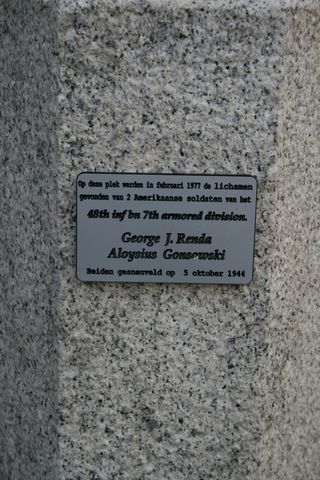 Op deze plek werden in februari 1977 de lichamen
gevonden van 2 Amerikaanse soldaten van het
48th inf bn 7th armored division.
George J. Renda
Aloysius Gonsowski
Beiden gesneuveld op 5 oktober 1944